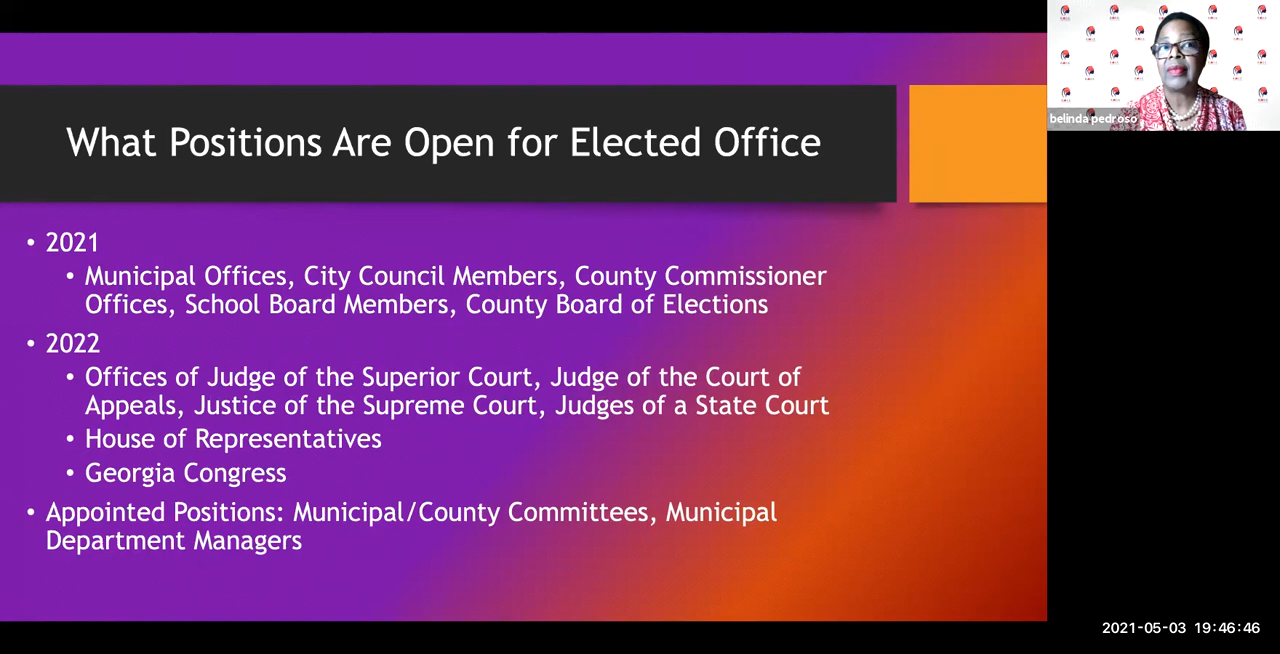 What Positions Are Open for Elected Office
belinda pedroso
• 2021
• Municipal Offices, City Council Members, County Commissioner
Offices, School Board Members, County Board of Elections
• 2022
• Offices of Judge of the Superior Court, Judge of the Court of
Appeals, Justice of the Supreme Court, Judges of a State Court
• House of Representatives
• Georgia Congress
• Appointed Positions: Municipal/County Committees, Municipal
Department Managers
2021-05-03 19:46:46